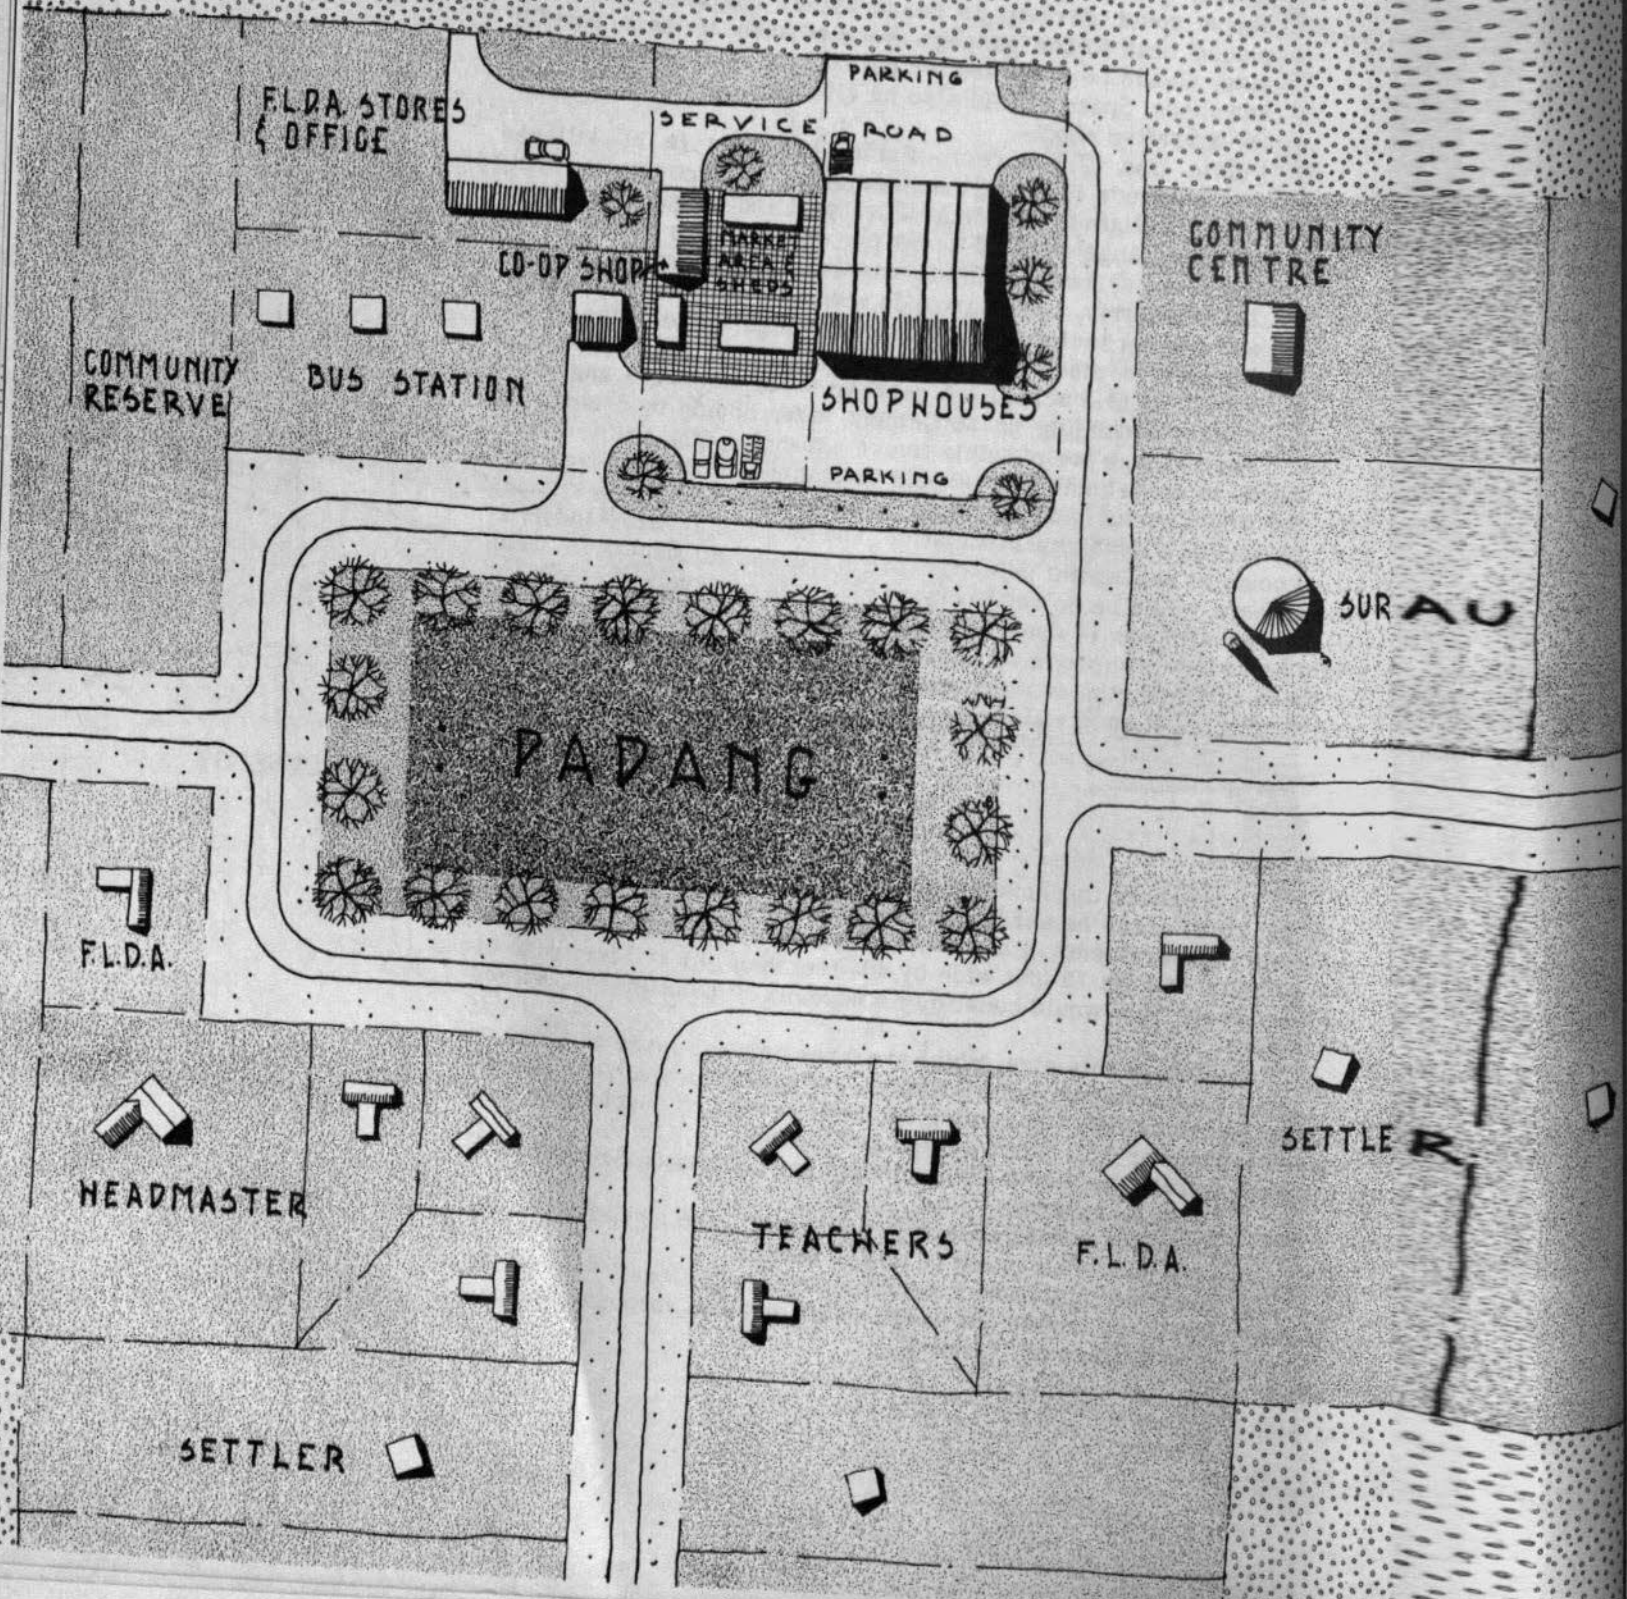 PARKING
F.L.D.A. STORES
& OFFICE
SERVICE ROAD
COMMUNITY
CENTRE
MARKET
AREA &
SHEDS
CO-OP SHOP
COMMUNITY
RESERVE
BUS STATION
SHOPHOUSES
PARKING
SURAU
PADANG
F.L.D.A.
SETTLER
HEADMASTER
TEACHERS
F.L.D.A.
SETTLER